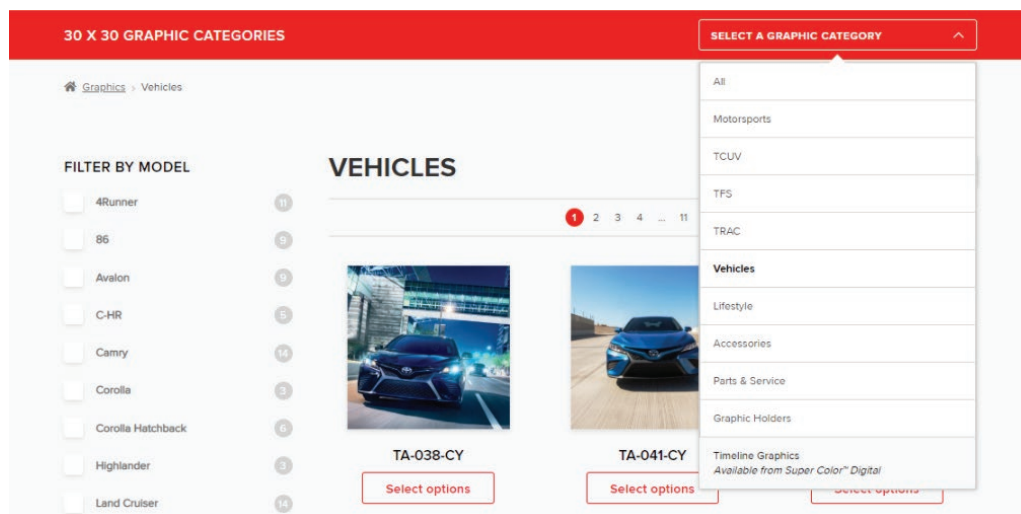 30 X 30 GRAPHIC CATEGORIES
SELECT A GRAPHIC CATEGORY
Graphics › Vehicles
All
Motorsports
TCUV
TFS
TRAC
Vehicles
Lifestyle
Accessories
Parts & Service
Graphic Holders
Timeline Graphics
Available from Super Color™ Digital
FILTER BY MODEL
4Runner 11
86 9
Avalon 9
C-HR 5
Camry 14
Corolla 3
Corolla Hatchback 6
Highlander 3
Land Cruiser 14
VEHICLES
1 2 3 4 ... 11
TA-038-CY
Select options
TA-041-CY
Select options
Select options